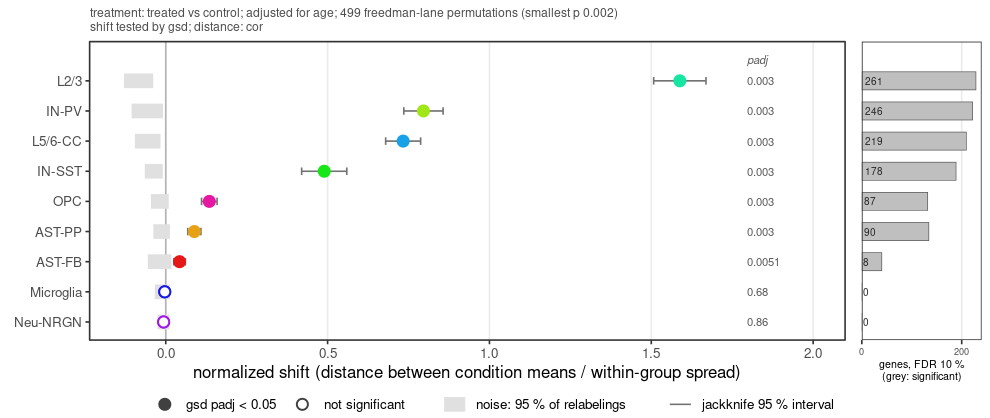 treatment: treated vs control; adjusted for age; 499 freedman-lane permutations (smallest p 0.002)
shift tested by gsd; distance: cor
padj
L2/3 0.003 261
IN-PV 0.003 246
L5/6-CC 0.003 219
IN-SST 0.003 178
OPC 0.003 87
AST-PP 0.003 90
AST-FB 0.0051 8
Microglia 0.68 0
Neu-NRGN 0.86 0
0.0 0.5 1.0 1.5 2.0 0 200
normalized shift (distance between condition means / within-group spread)
genes, FDR 10 %
(grey: significant)
gsd padj < 0.05 not significant noise: 95 % of relabelings jackknife 95 % interval